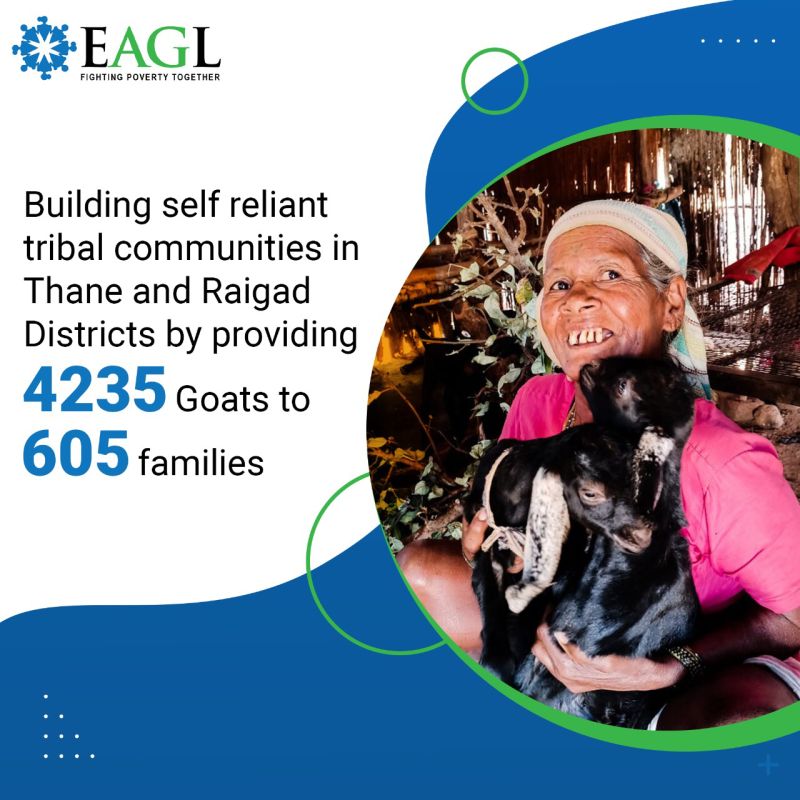 EAGL
FIGHTING POVERTY TOGETHER
Building self reliant
tribal communities in
Thane and Raigad
Districts by providing
4235 Goats to
605 families